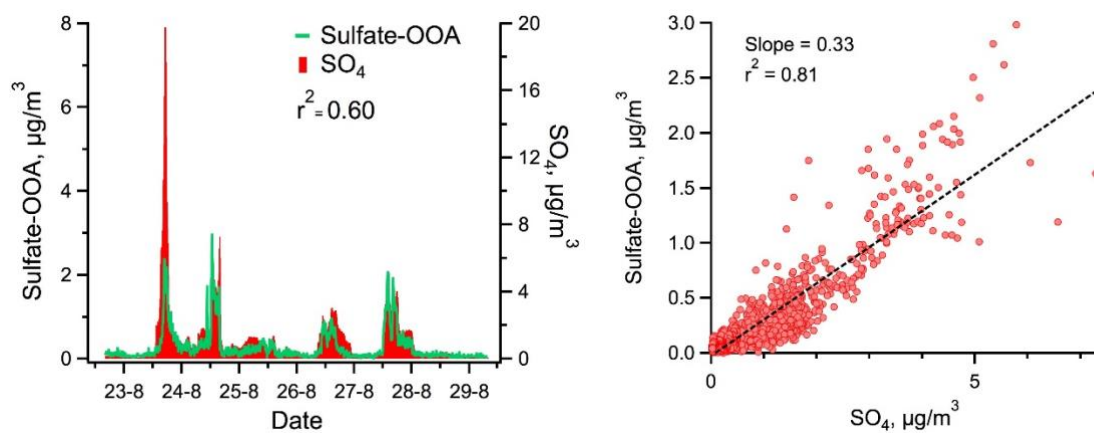 Sulfate-OOA
SO4
r2 = 0.60
Sulfate-OOA, µg/m3
8
6
4
2
0
20
16
12
8
4
0
SO4, µg/m3
23-8 24-8 25-8 26-8 27-8 28-8 29-8
Date
Slope = 0.33
r2 = 0.81
Sulfate-OOA, µg/m3
3.0
2.5
2.0
1.5
1.0
0.5
0.0
0 5
SO4, µg/m3